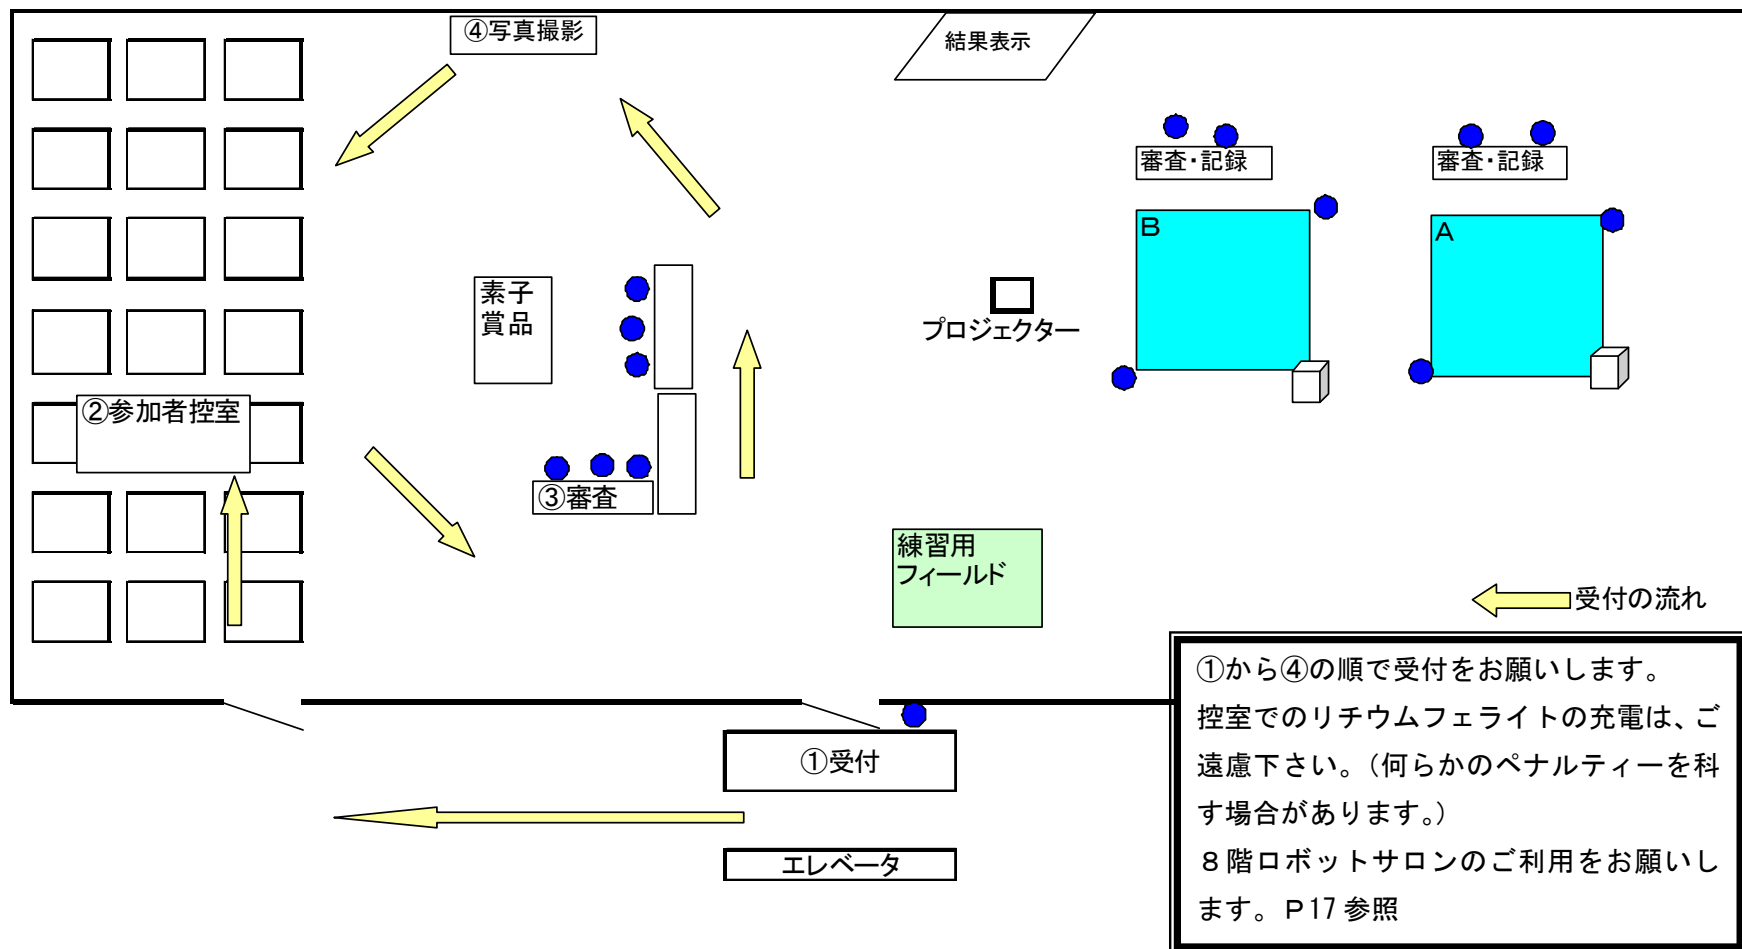 ④写真撮影
結果表示
審査・記録
審査・記録
B
A
素子
賞品
プロジェクター
②参加者控室
③審査
練習用
フィールド
受付の流れ
①受付
エレベータ
①から④の順で受付をお願いします。
控室でのリチウムフェライトの充電は、ご
遠慮下さい。（何らかのペナルティーを科
す場合があります。）
８階ロボットサロンのご利用をお願いし
ます。Ｐ17 参照